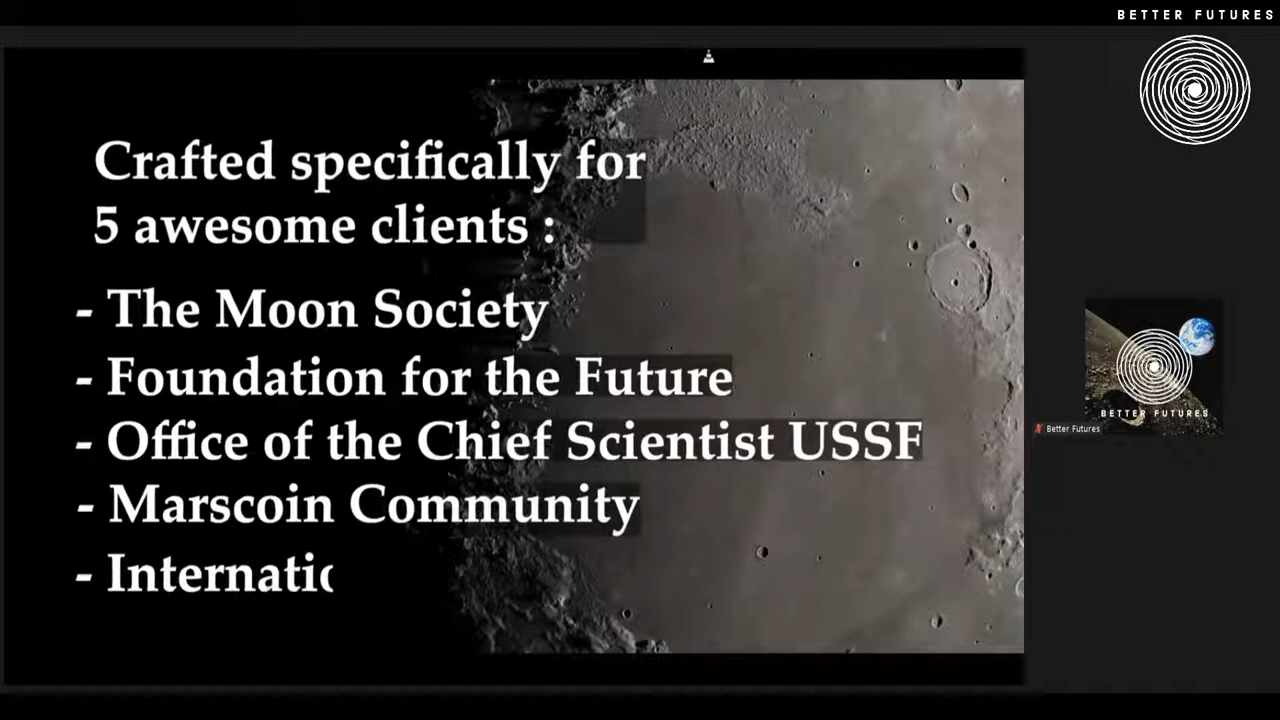 BETTER FUTURES
Crafted specifically for
5 awesome clients :
- The Moon Society
- Foundation for the Future
- Office of the Chief Scientist USSF
- Marscoin Community
BETTER FUTURES
Better Futures